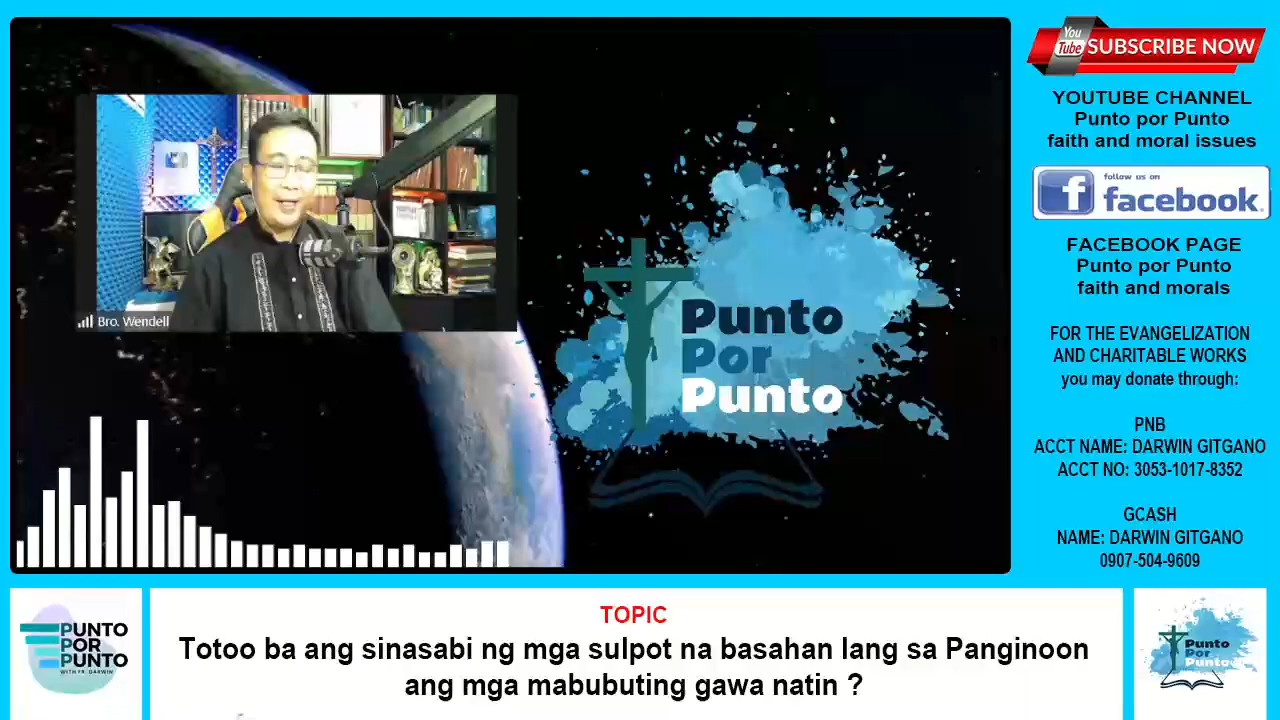 Bro. Wendell
Punto
Por
Punto
You
Tube
SUBSCRIBE NOW
YOUTUBE CHANNEL
Punto por Punto
faith and moral issues
follow us on
facebook.
FACEBOOK PAGE
Punto por Punto
faith and morals
FOR THE EVANGELIZATION
AND CHARITABLE WORKS
you may donate through:
PNB
ACCT NAME: DARWIN GITGANO
ACCT NO: 3053-1017-8352
GCASH
NAME: DARWIN GITGANO
0907-504-9609
PUNTO
POR
PUNTO
WITH FR. DARWIN
TOPIC
Totoo ba ang sinasabi ng mga sulpot na basahan lang sa Panginoon
ang mga mabubuting gawa natin ?
Punto
Por
Punto